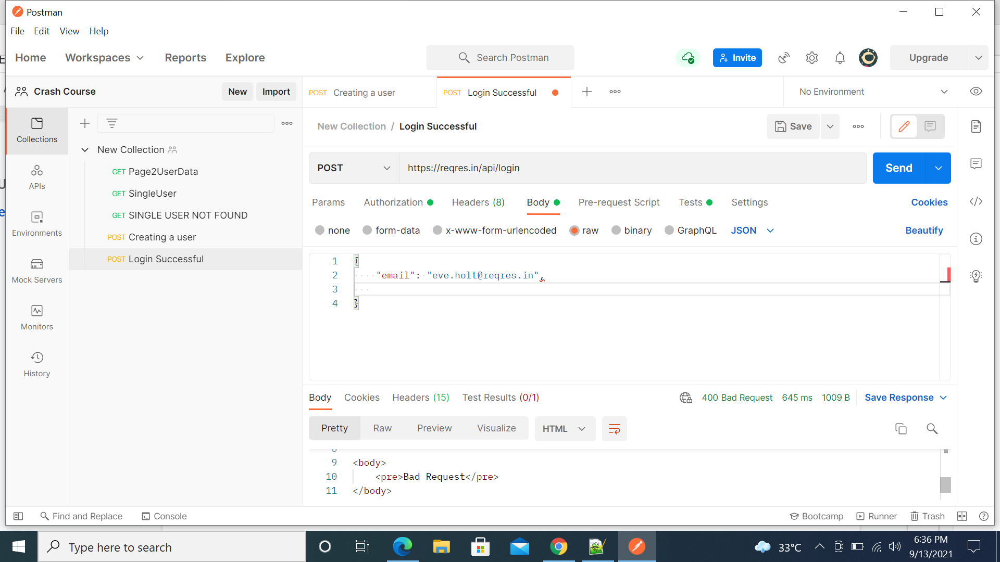 Postman
File Edit View Help
Home Workspaces Reports Explore Search Postman Invite Upgrade
Crash Course New Import
POST Creating a user POST Login Successful No Environment
Collections
APIs
Environments
Mock Servers
Monitors
History
New Collection
GET Page2UserData
GET SingleUser
GET SINGLE USER NOT FOUND
POST Creating a user
POST Login Successful
New Collection / Login Successful Save
POST https://reqres.in/api/login Send
Params Authorization Headers (8) Body Pre-request Script Tests Settings Cookies
none form-data x-www-form-urlencoded raw binary GraphQL JSON Beautify
1 {
2 "email": "eve.holt@reqres.in",
3
4 }
Body Cookies Headers (15) Test Results (0/1) 400 Bad Request 645 ms 1009 B Save Response
Pretty Raw Preview Visualize HTML
9 <body>
10 <pre>Bad Request</pre>
11 </body>
Find and Replace Console Bootcamp Runner Trash
Type here to search 33°C 6:36 PM
9/13/2021